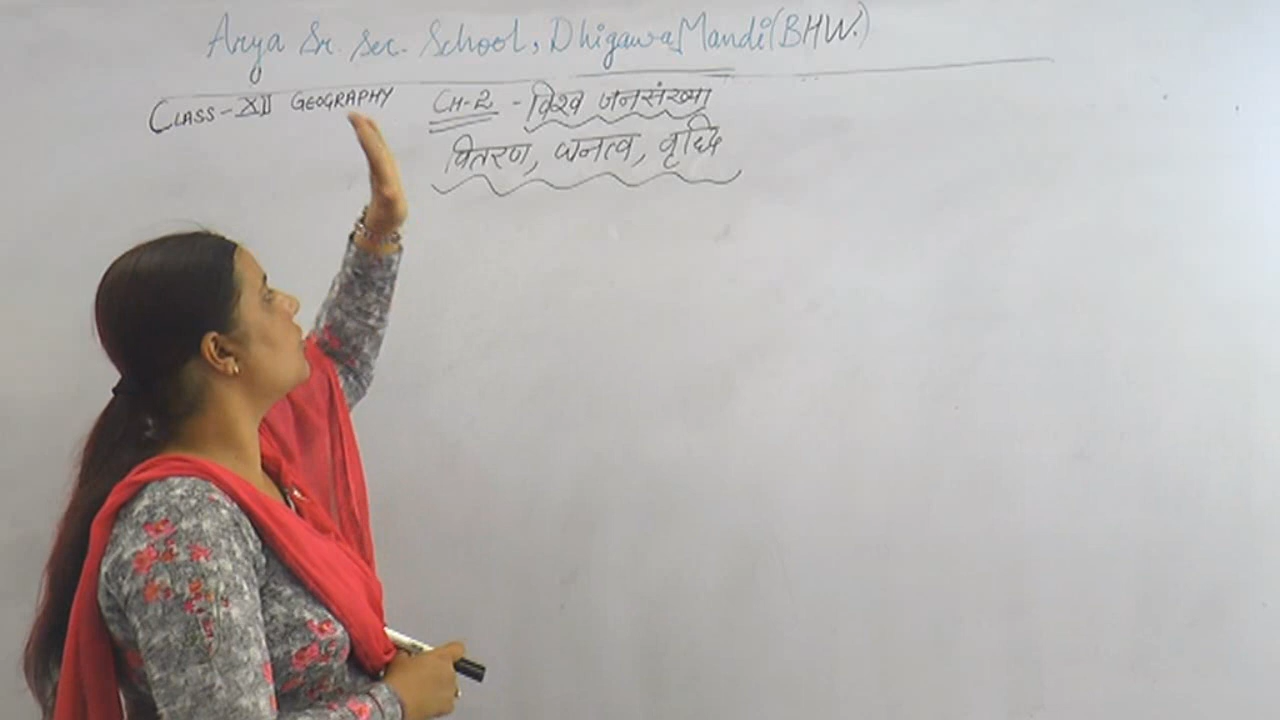 Arya Sr. Sec. School, Dhigawa Mandi (BHW.)
CLASS-XII GEOGRAPHY CH-2 - विश्व जनसंख्या
वितरण, घनत्व, वृद्धि